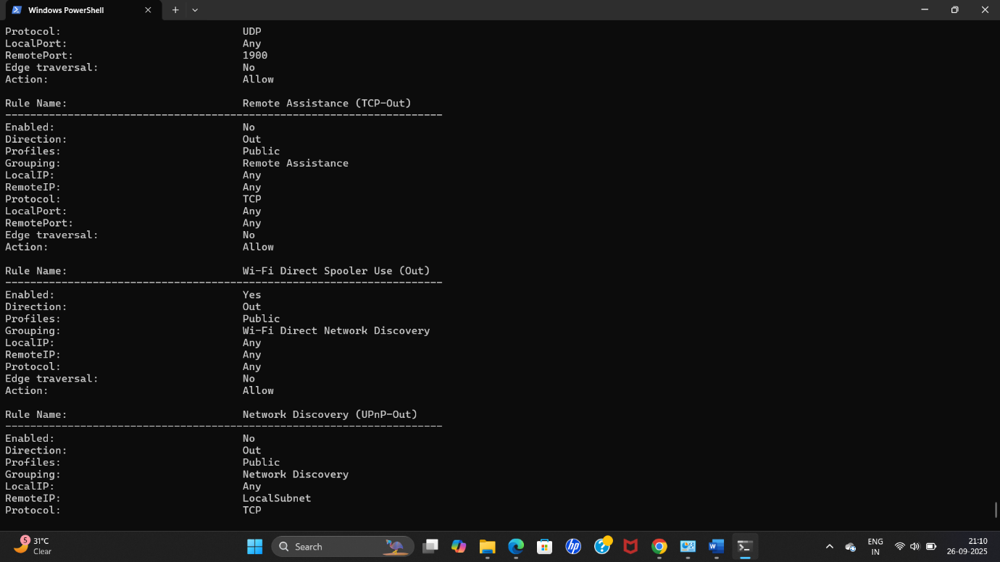 Windows PowerShell
Protocol: UDP
LocalPort: Any
RemotePort: 1900
Edge traversal: No
Action: Allow
Rule Name: Remote Assistance (TCP-Out)
----------------------------------------------------------------------
Enabled: No
Direction: Out
Profiles: Public
Grouping: Remote Assistance
LocalIP: Any
RemoteIP: Any
Protocol: TCP
LocalPort: Any
RemotePort: Any
Edge traversal: No
Action: Allow
Rule Name: Wi-Fi Direct Spooler Use (Out)
----------------------------------------------------------------------
Enabled: Yes
Direction: Out
Profiles: Public
Grouping: Wi-Fi Direct Network Discovery
LocalIP: Any
RemoteIP: Any
Protocol: Any
Edge traversal: No
Action: Allow
Rule Name: Network Discovery (UPnP-Out)
----------------------------------------------------------------------
Enabled: No
Direction: Out
Profiles: Public
Grouping: Network Discovery
LocalIP: Any
RemoteIP: LocalSubnet
Protocol: TCP
5
31°C
Clear
Search
hp
?
W
ENG
IN
21:10
26-09-2025